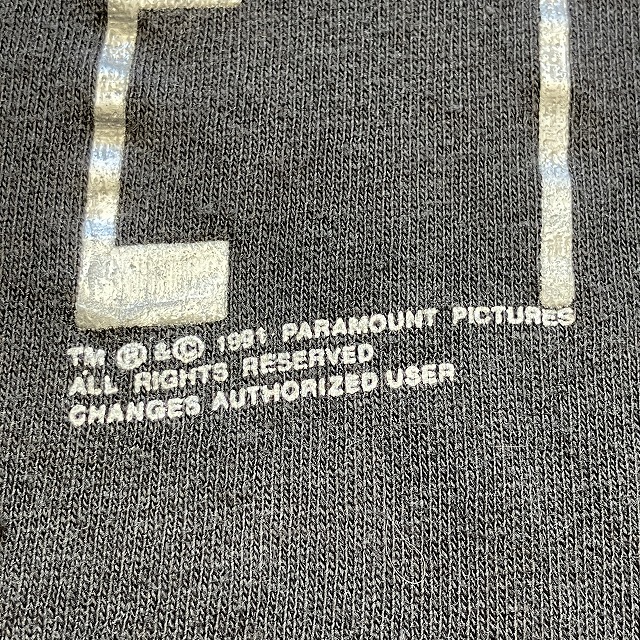 TM ® & © 1991 PARAMOUNT PICTURES
ALL RIGHTS RESERVED
CHANGES AUTHORIZED USER